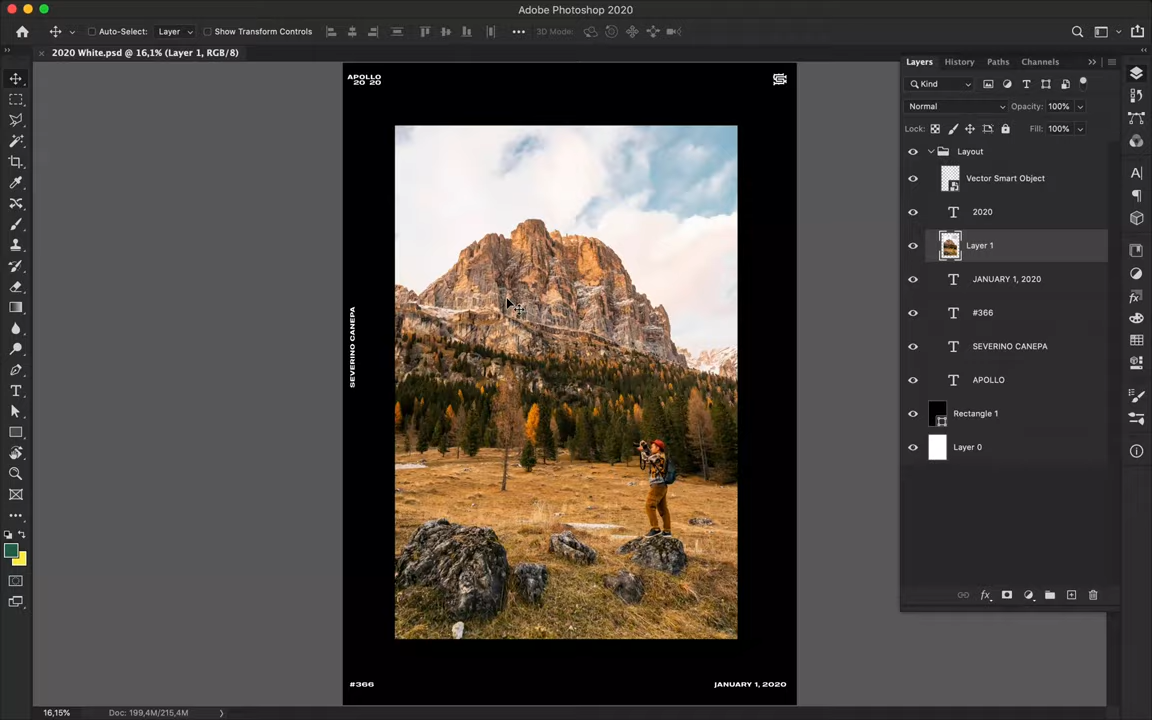 Adobe Photoshop 2020
Auto-Select: Layer Show Transform Controls 3D Mode:
2020 White.psd @ 16,1% (Layer 1, RGB/8)
Layers History Paths Channels
Kind
Normal Opacity: 100%
Lock: Fill: 100%
Layout
Vector Smart Object
2020
Layer 1
JANUARY 1, 2020
#366
SEVERINO CANEPA
APOLLO
Rectangle 1
Layer 0
APOLLO
20 20
SEVERINO CANEPA
#366
JANUARY 1, 2020
16,15% Doc: 199,4M/215,4M